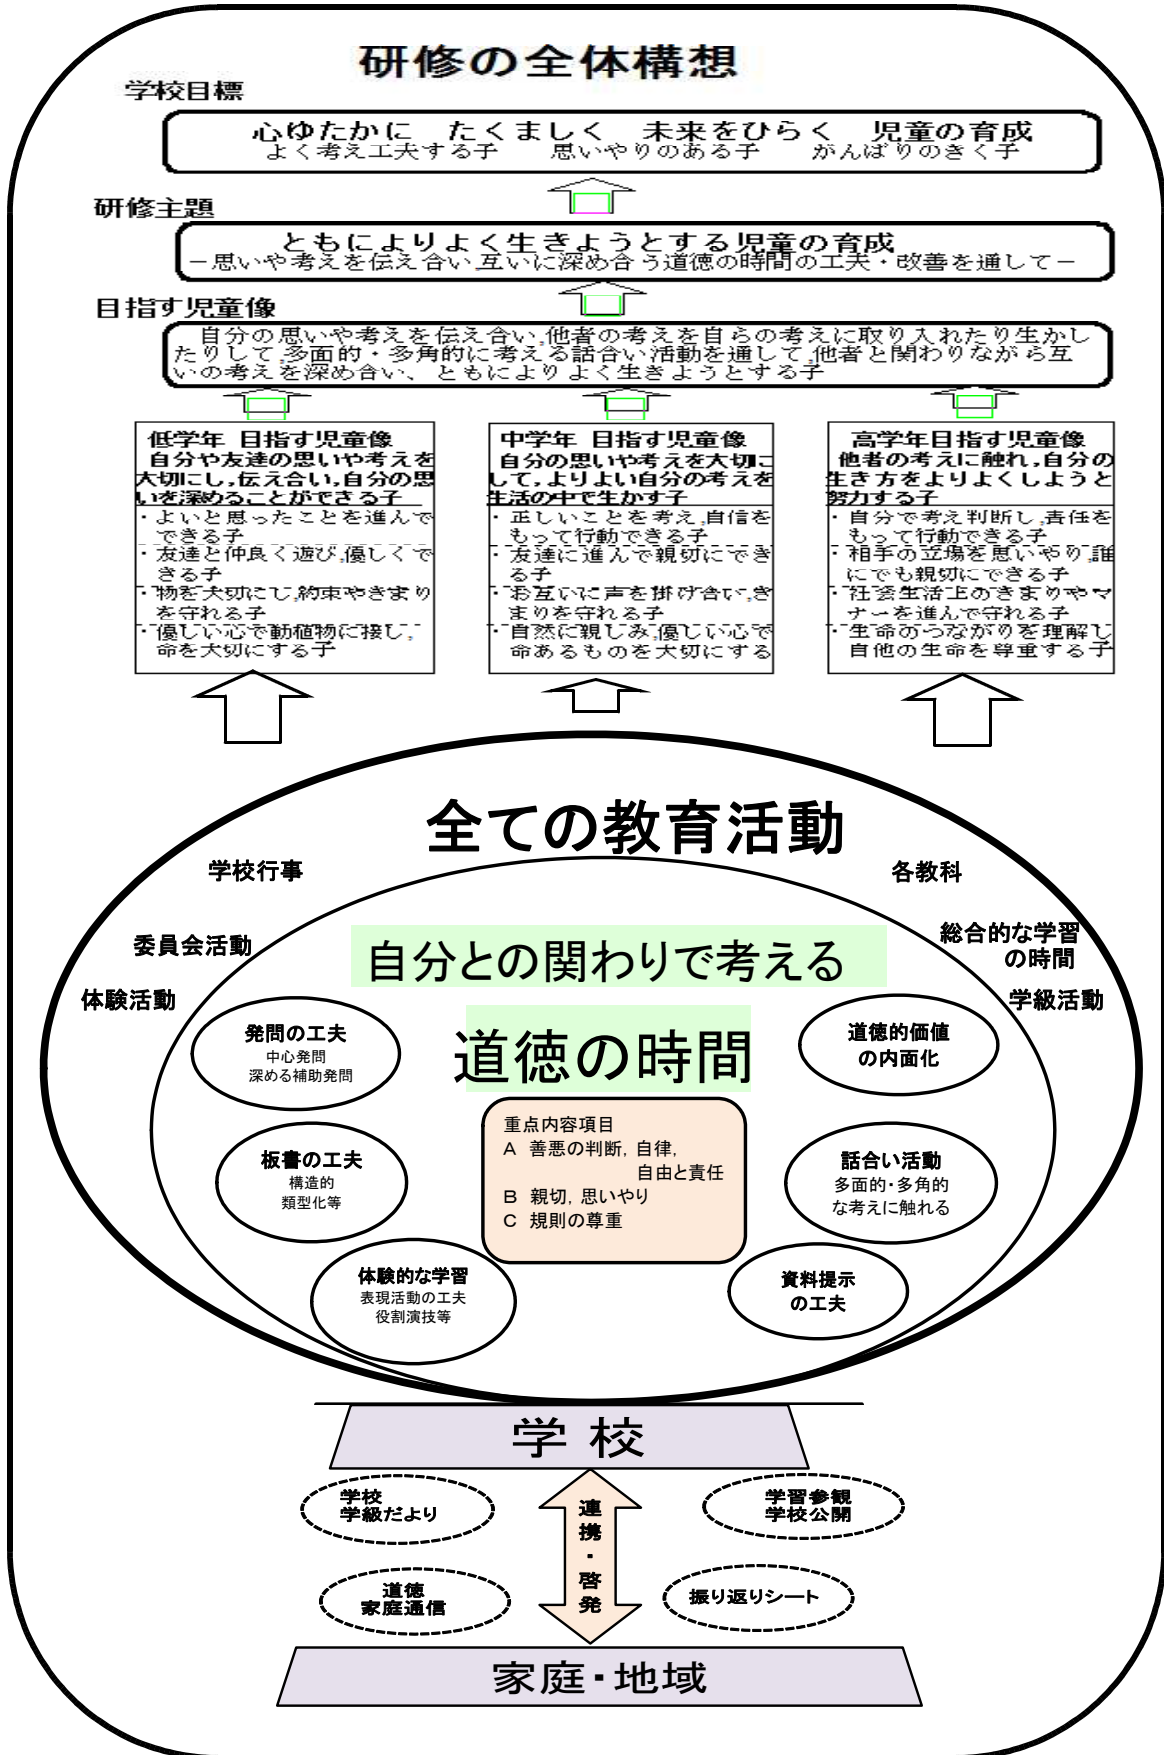 研修の全体構想
学校目標
心ゆたかに　たくましく　未来をひらく　児童の育成
よく考え工夫する子　思いやりのある子　がんばりのきく子
研修主題
ともによりよく生きようとする児童の育成
－思いや考えを伝え合い,互いに深め合う道徳の時間の工夫・改善を通して－
目指す児童像
自分の思いや考えを伝え合い,他者の考えを自らの考えに取り入れたり生かし
たりして,多面的・多角的に考える話合い活動を通して,他者と関わりながら互
いの考えを深め合い、ともによりよく生きようとする子
低学年 目指す児童像
自分や友達の思いや考えを
大切にし,伝え合い,自分の思
いを深めることができる子
・よいと思ったことを進んで
できる子
・友達と仲良く遊び,優しくで
きる子
・物を大切にし,約束やきまり
を守れる子
・優しい心で動植物に接し,
命を大切にする子
中学年 目指す児童像
自分の思いや考えを大切に
して,よりよい自分の考えを
生活の中で生かす子
・正しいことを考え,自信を
もって行動できる子
・友達に進んで親切にでき
る子
・お互いに声を掛け合い,き
まりを守れる子
・自然に親しみ,優しい心で
命あるものを大切にする
高学年目指す児童像
他者の考えに触れ,自分の
生き方をよりよくしようと
努力する子
・自分で考え判断し,責任を
もって行動できる子
・相手の立場を思いやり,誰
にでも親切にできる子
・社会生活上のきまりやマ
ナーを進んで守れる子
・生命のつながりを理解し
自他の生命を尊重する子
全ての教育活動
学校行事
各教科
委員会活動
総合的な学習
の時間
体験活動
学級活動
自分との関わりで考える
道徳の時間
発問の工夫
中心発問
深める補助発問
道徳的価値
の内面化
重点内容項目
A　善悪の判断, 自律,
自由と責任
B　親切, 思いやり
C　規則の尊重
板書の工夫
構造的
類型化等
話合い活動
多面的・多角的
な考えに触れる
体験的な学習
表現活動の工夫
役割演技等
資料提示
の工夫
学 校
学校
学級だより
学習参観
学校公開
連携・啓発
道徳
家庭通信
振り返りシート
家庭・地域